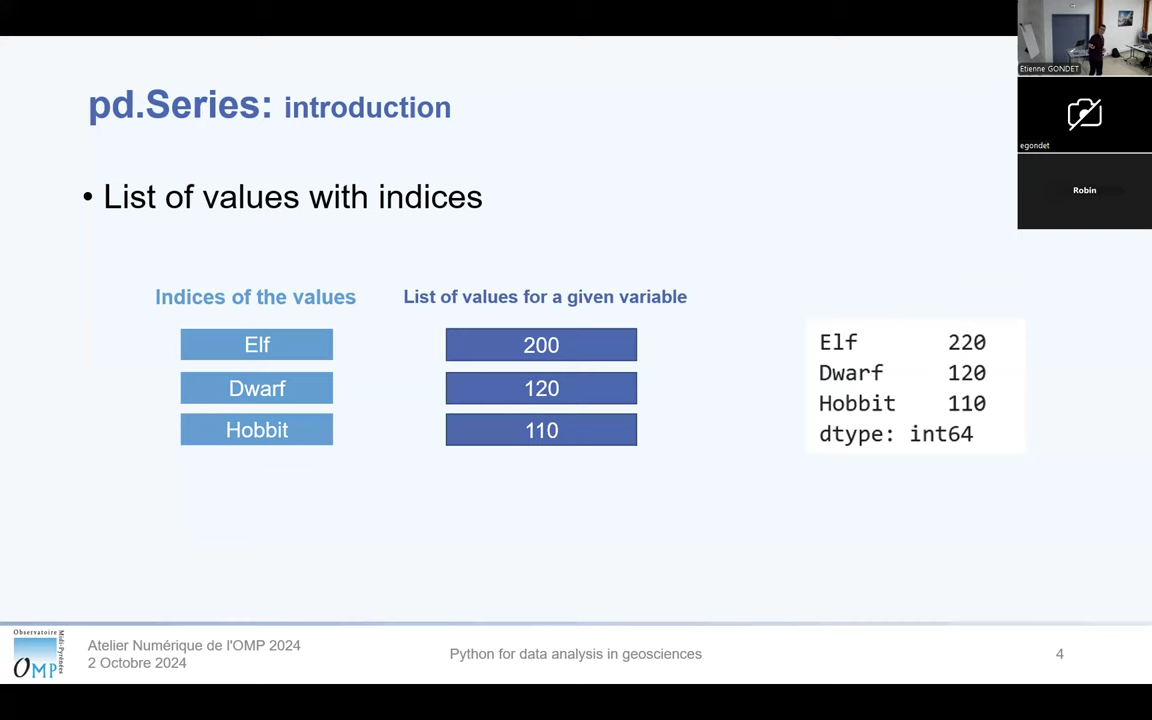 Etienne GONDET
egondet
Robin
pd.Series: introduction
• List of values with indices
Indices of the values
List of values for a given variable
Elf
200
Dwarf
120
Hobbit
110
Elf 220
Dwarf 120
Hobbit 110
dtype: int64
Observatoire
Midi-Pyrénées
OMP
Atelier Numérique de l'OMP 2024
2 Octobre 2024
Python for data analysis in geosciences
4